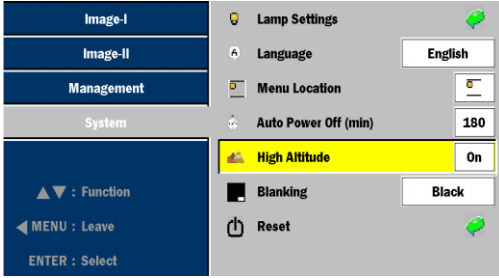 Image-I
Image-II
Management
System
▲▼ : Function
◀ MENU : Leave
ENTER : Select
Lamp Settings
A Language English
Menu Location
Auto Power Off (min) 180
High Altitude On
Blanking Black
Reset